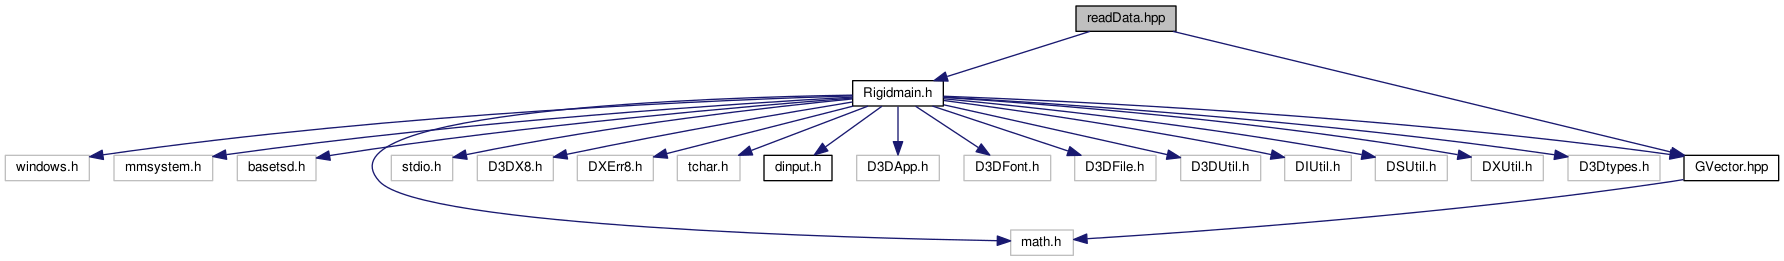 readData.hpp
Rigidmain.h
windows.h
mmsystem.h
basetsd.h
stdio.h
D3DX8.h
DXErr8.h
tchar.h
dinput.h
D3DApp.h
D3DFont.h
D3DFile.h
D3DUtil.h
DIUtil.h
DSUtil.h
DXUtil.h
D3Dtypes.h
GVector.hpp
math.h